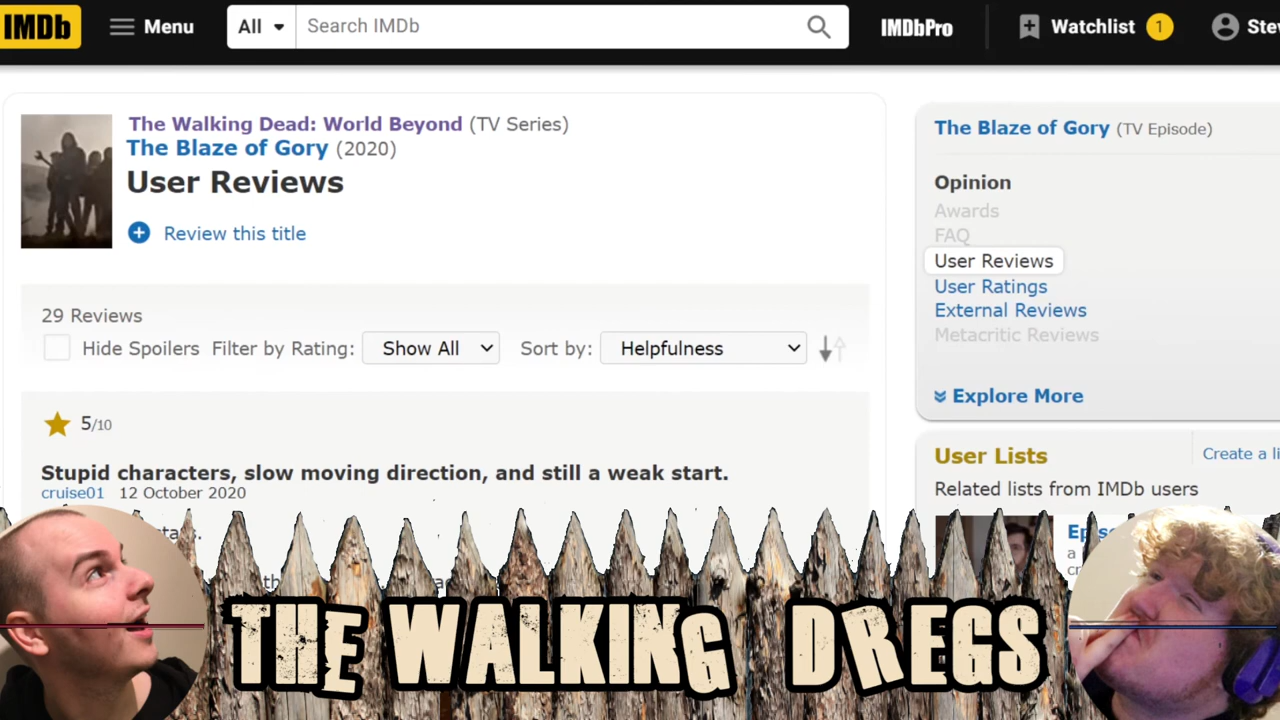 IMDb Menu All Search IMDb IMDbPro Watchlist 1
The Walking Dead: World Beyond (TV Series)
The Blaze of Gory (2020)
User Reviews
Review this title
29 Reviews
Hide Spoilers Filter by Rating: Show All Sort by: Helpfulness
5/10
Stupid characters, slow moving direction, and still a weak start.
cruise01 12 October 2020
The Blaze of Gory (TV Episode)
Opinion
Awards
FAQ
User Reviews
User Ratings
External Reviews
Metacritic Reviews
Explore More
User Lists Create a
Related lists from IMDb users
THE WALKING DREGS